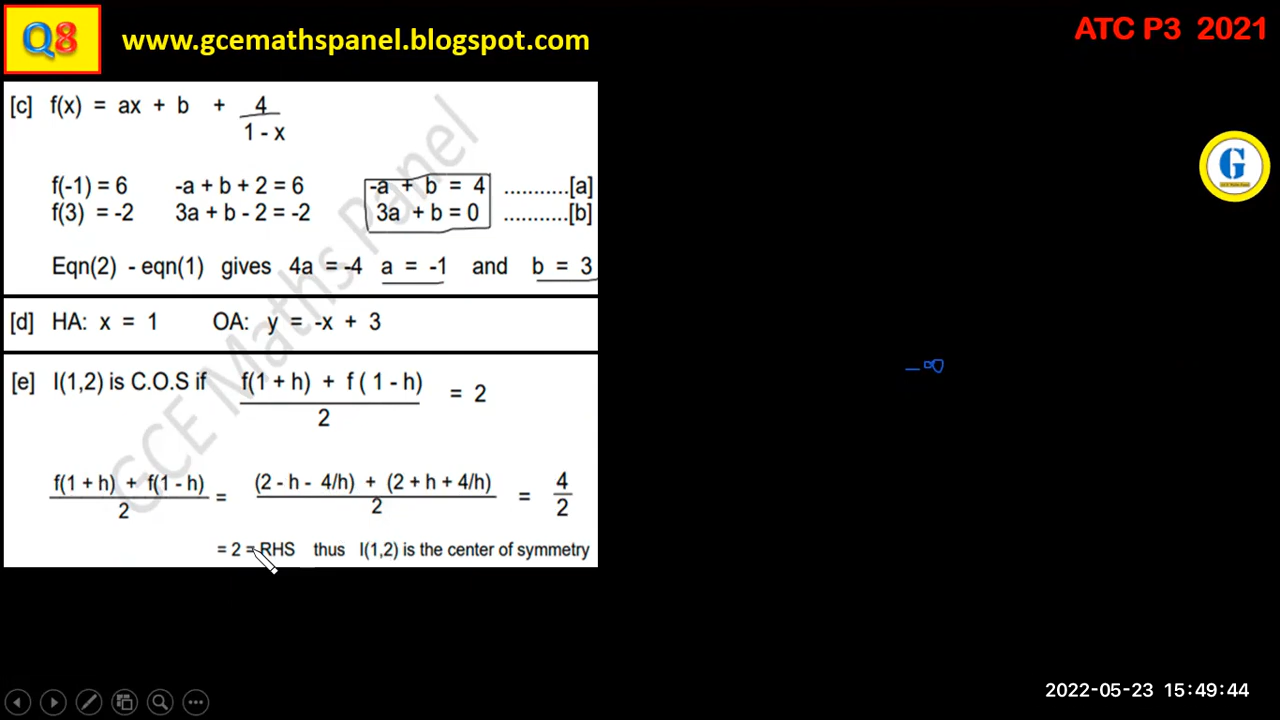 Q8
www.gcemathspanel.blogspot.com
ATC P3 2021
[c] f(x) = ax + b + 4
1 - x
f(-1) = 6 -a + b + 2 = 6 -a + b = 4 ...........[a]
f(3) = -2 3a + b - 2 = -2 3a + b = 0 ...........[b]
Eqn(2) - eqn(1) gives 4a = -4 a = -1 and b = 3
[d] HA: x = 1 OA: y = -x + 3
[e] I(1,2) is C.O.S if f(1 + h) + f ( 1 - h) = 2
2
f(1 + h) + f(1 - h) = (2 - h - 4/h) + (2 + h + 4/h) = 4
2 2 2
= 2 = RHS thus I(1,2) is the center of symmetry
GCE Maths Panel
G
-∞
2022-05-23 15:49:44